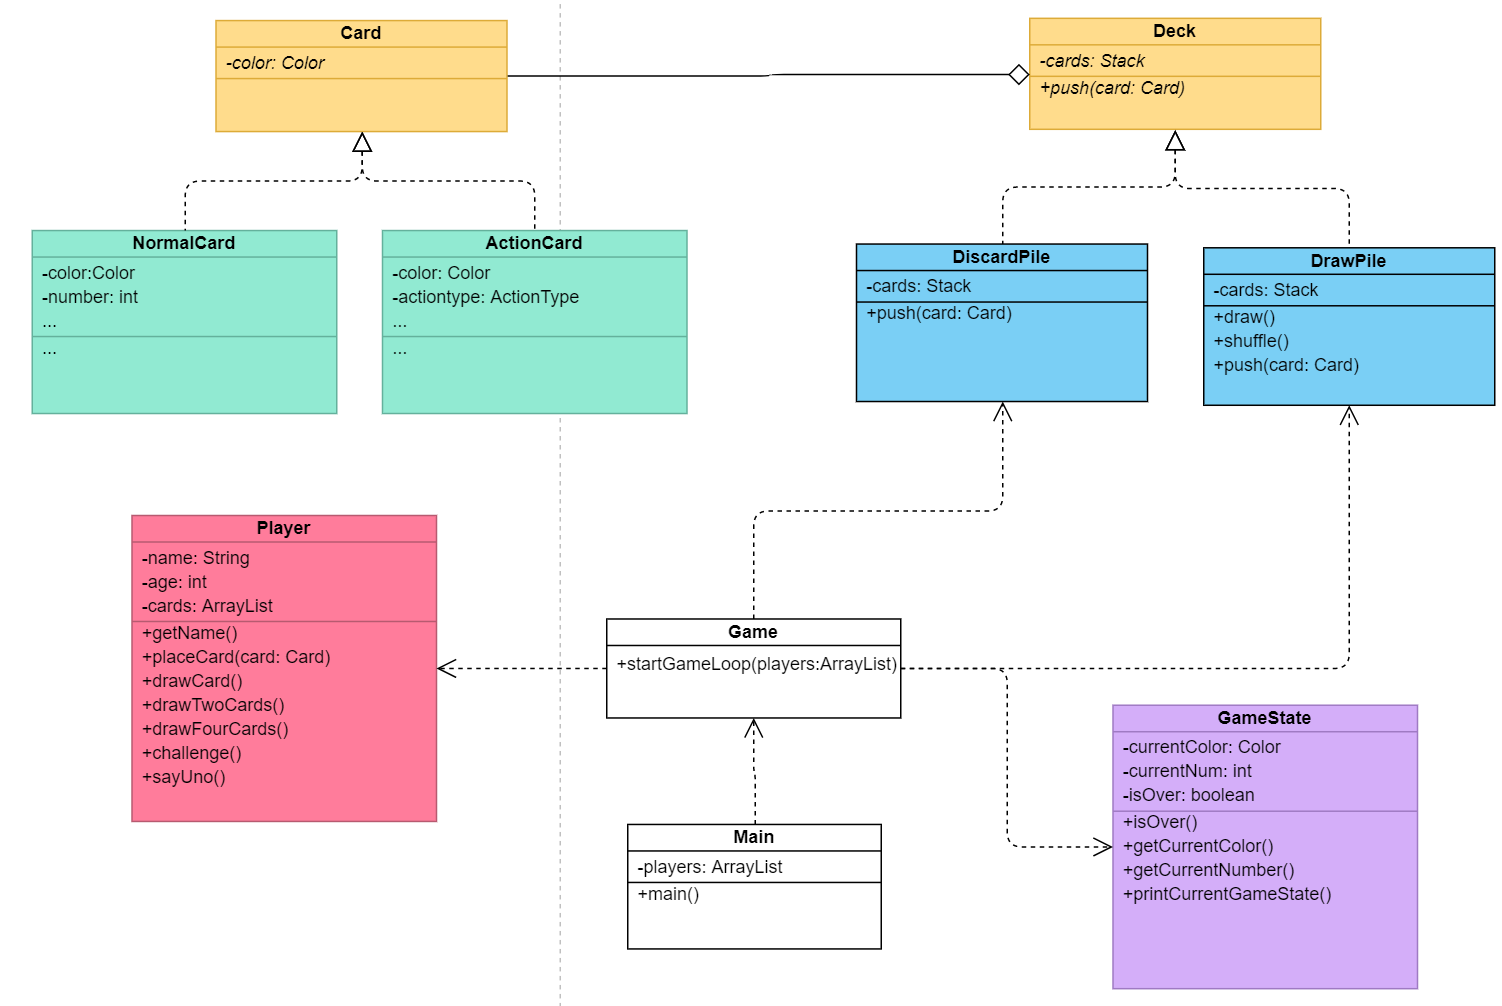 Card
-color: Color
Deck
-cards: Stack
+push(card: Card)
NormalCard
-color:Color
-number: int
...
...
ActionCard
-color: Color
-actiontype: ActionType
...
...
DiscardPile
-cards: Stack
+push(card: Card)
DrawPile
-cards: Stack
+draw()
+shuffle()
+push(card: Card)
Player
-name: String
-age: int
-cards: ArrayList
+getName()
+placeCard(card: Card)
+drawCard()
+drawTwoCards()
+drawFourCards()
+challenge()
+sayUno()
Game
+startGameLoop(players:ArrayList)
GameState
-currentColor: Color
-currentNum: int
-isOver: boolean
+isOver()
+getCurrentColor()
+getCurrentNumber()
+printCurrentGameState()
Main
-players: ArrayList
+main()